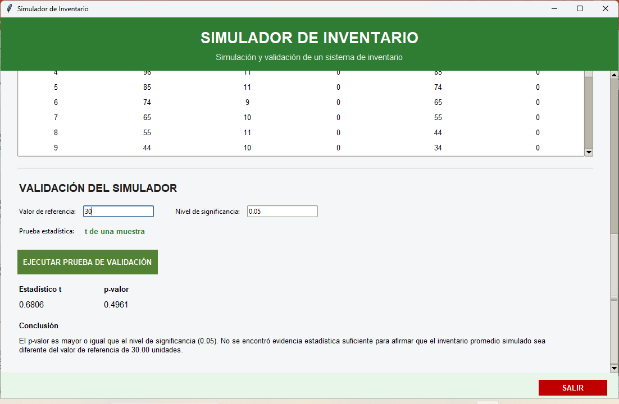 Simulador de Inventario
SIMULADOR DE INVENTARIO
Simulación y validación de un sistema de inventario
4 96 11 0 85 0
5 85 11 0 74 0
6 74 9 0 65 0
7 65 10 0 55 0
8 55 11 0 44 0
9 44 10 0 34 0
VALIDACIÓN DEL SIMULADOR
Valor de referencia: 30 Nivel de significancia: 0.05
Prueba estadística: t de una muestra
EJECUTAR PRUEBA DE VALIDACIÓN
Estadístico t p-valor
0.6806 0.4961
Conclusión
El p-valor es mayor o igual que el nivel de significancia (0.05). No se encontró evidencia estadística suficiente para afirmar que el inventario promedio simulado sea
diferente del valor de referencia de 30.00 unidades.
SALIR